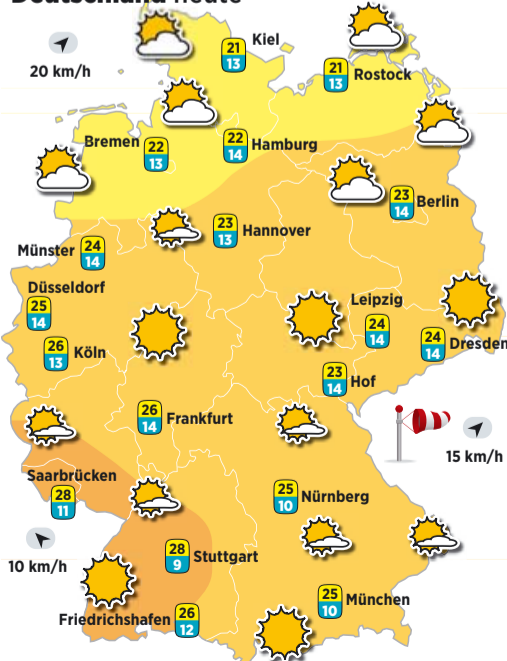 Deutschland heute
Kiel
21
13
20 km/h
21
13
Rostock
Bremen
22
13
22
14
Hamburg
23
14
Berlin
23
13
Hannover
Münster
24
14
Düsseldorf
25
14
Leipzig
24
14
24
14
Dresden
26
13
Köln
23
14
Hof
26
14
Frankfurt
15 km/h
Saarbrücken
28
11
25
10
Nürnberg
10 km/h
28
9
Stuttgart
25
10
München
Friedrichshafen
26
12